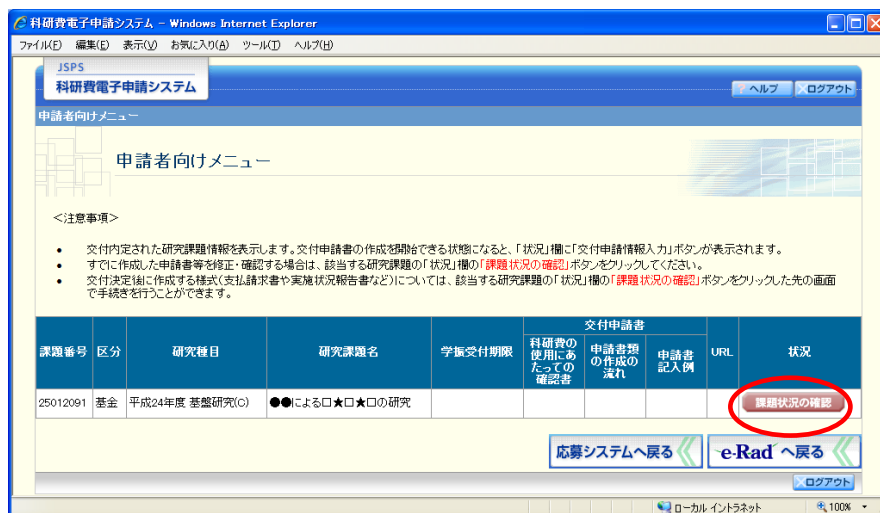 科研費電子申請システム - Windows Internet Explorer
ファイル(F) 編集(E) 表示(V) お気に入り(A) ツール(T) ヘルプ(H)
JSPS
科研費電子申請システム
? ヘルプ ログアウト
申請者向けメニュー
申請者向けメニュー
＜注意事項＞
• 交付内定された研究課題情報を表示します。交付申請書の作成を開始できる状態になると、「状況」欄に「交付申請情報入力」ボタンが表示されます。
• すでに作成した申請書等を修正・確認する場合は、該当する研究課題の「状況」欄の「課題状況の確認」ボタンをクリックしてください。
• 交付決定後に作成する様式(支払請求書や実施状況報告書など)については、該当する研究課題の「状況」欄の「課題状況の確認」ボタンをクリックした先の画面
で手続きを行うことができます。
交付申請書
課題番号 区分 研究種目 研究課題名 学振受付期限 科研費の使用にあたっての確認書 申請書類の作成の流れ 申請書記入例 URL 状況
25012091 基金 平成24年度 基盤研究(C) ●●による□★□★□の研究 課題状況の確認
応募システムへ戻る e-Rad へ戻る
ログアウト
ローカル イントラネット 100%